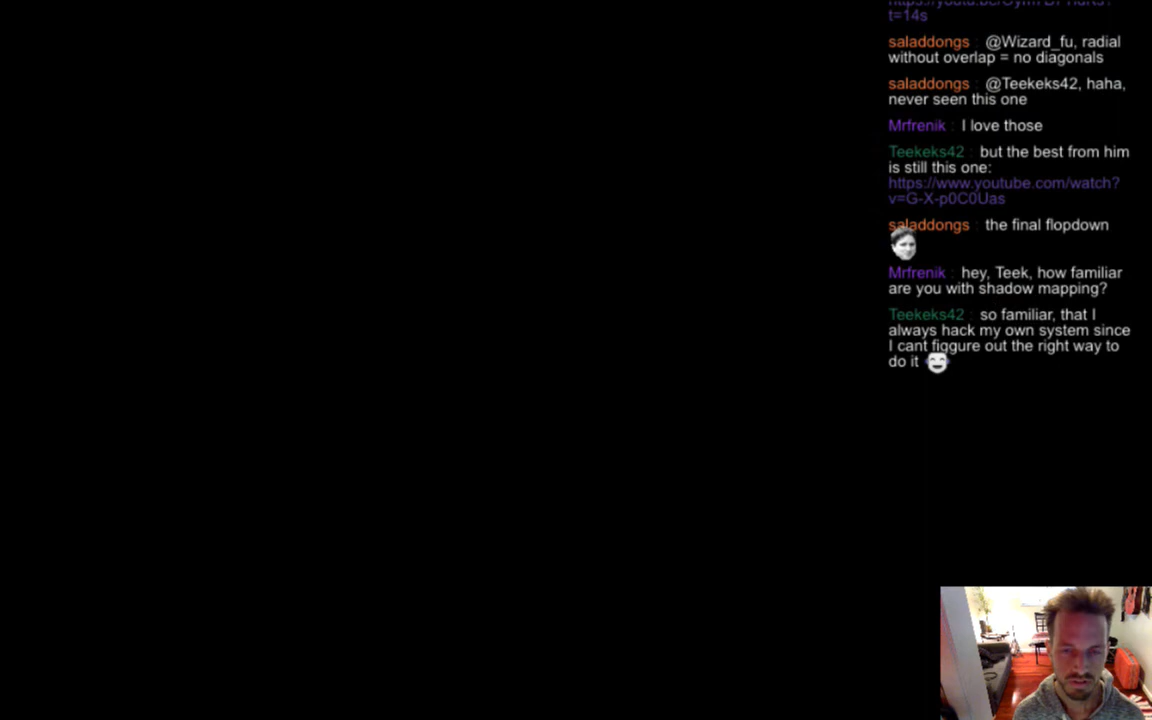 t=14s
saladdongs : @Wizard_fu, radial
without overlap = no diagonals
saladdongs : @Teekeks42, haha,
never seen this one
Mrfrenik : I love those
Teekeks42 : but the best from him
is still this one:
https://www.youtube.com/watch?
v=G-X-p0C0Uas
saladdongs : the final flopdown
Mrfrenik : hey, Teek, how familiar
are you with shadow mapping?
Teekeks42 : so familiar, that I
always hack my own system since
I cant figgure out the right way to
do it